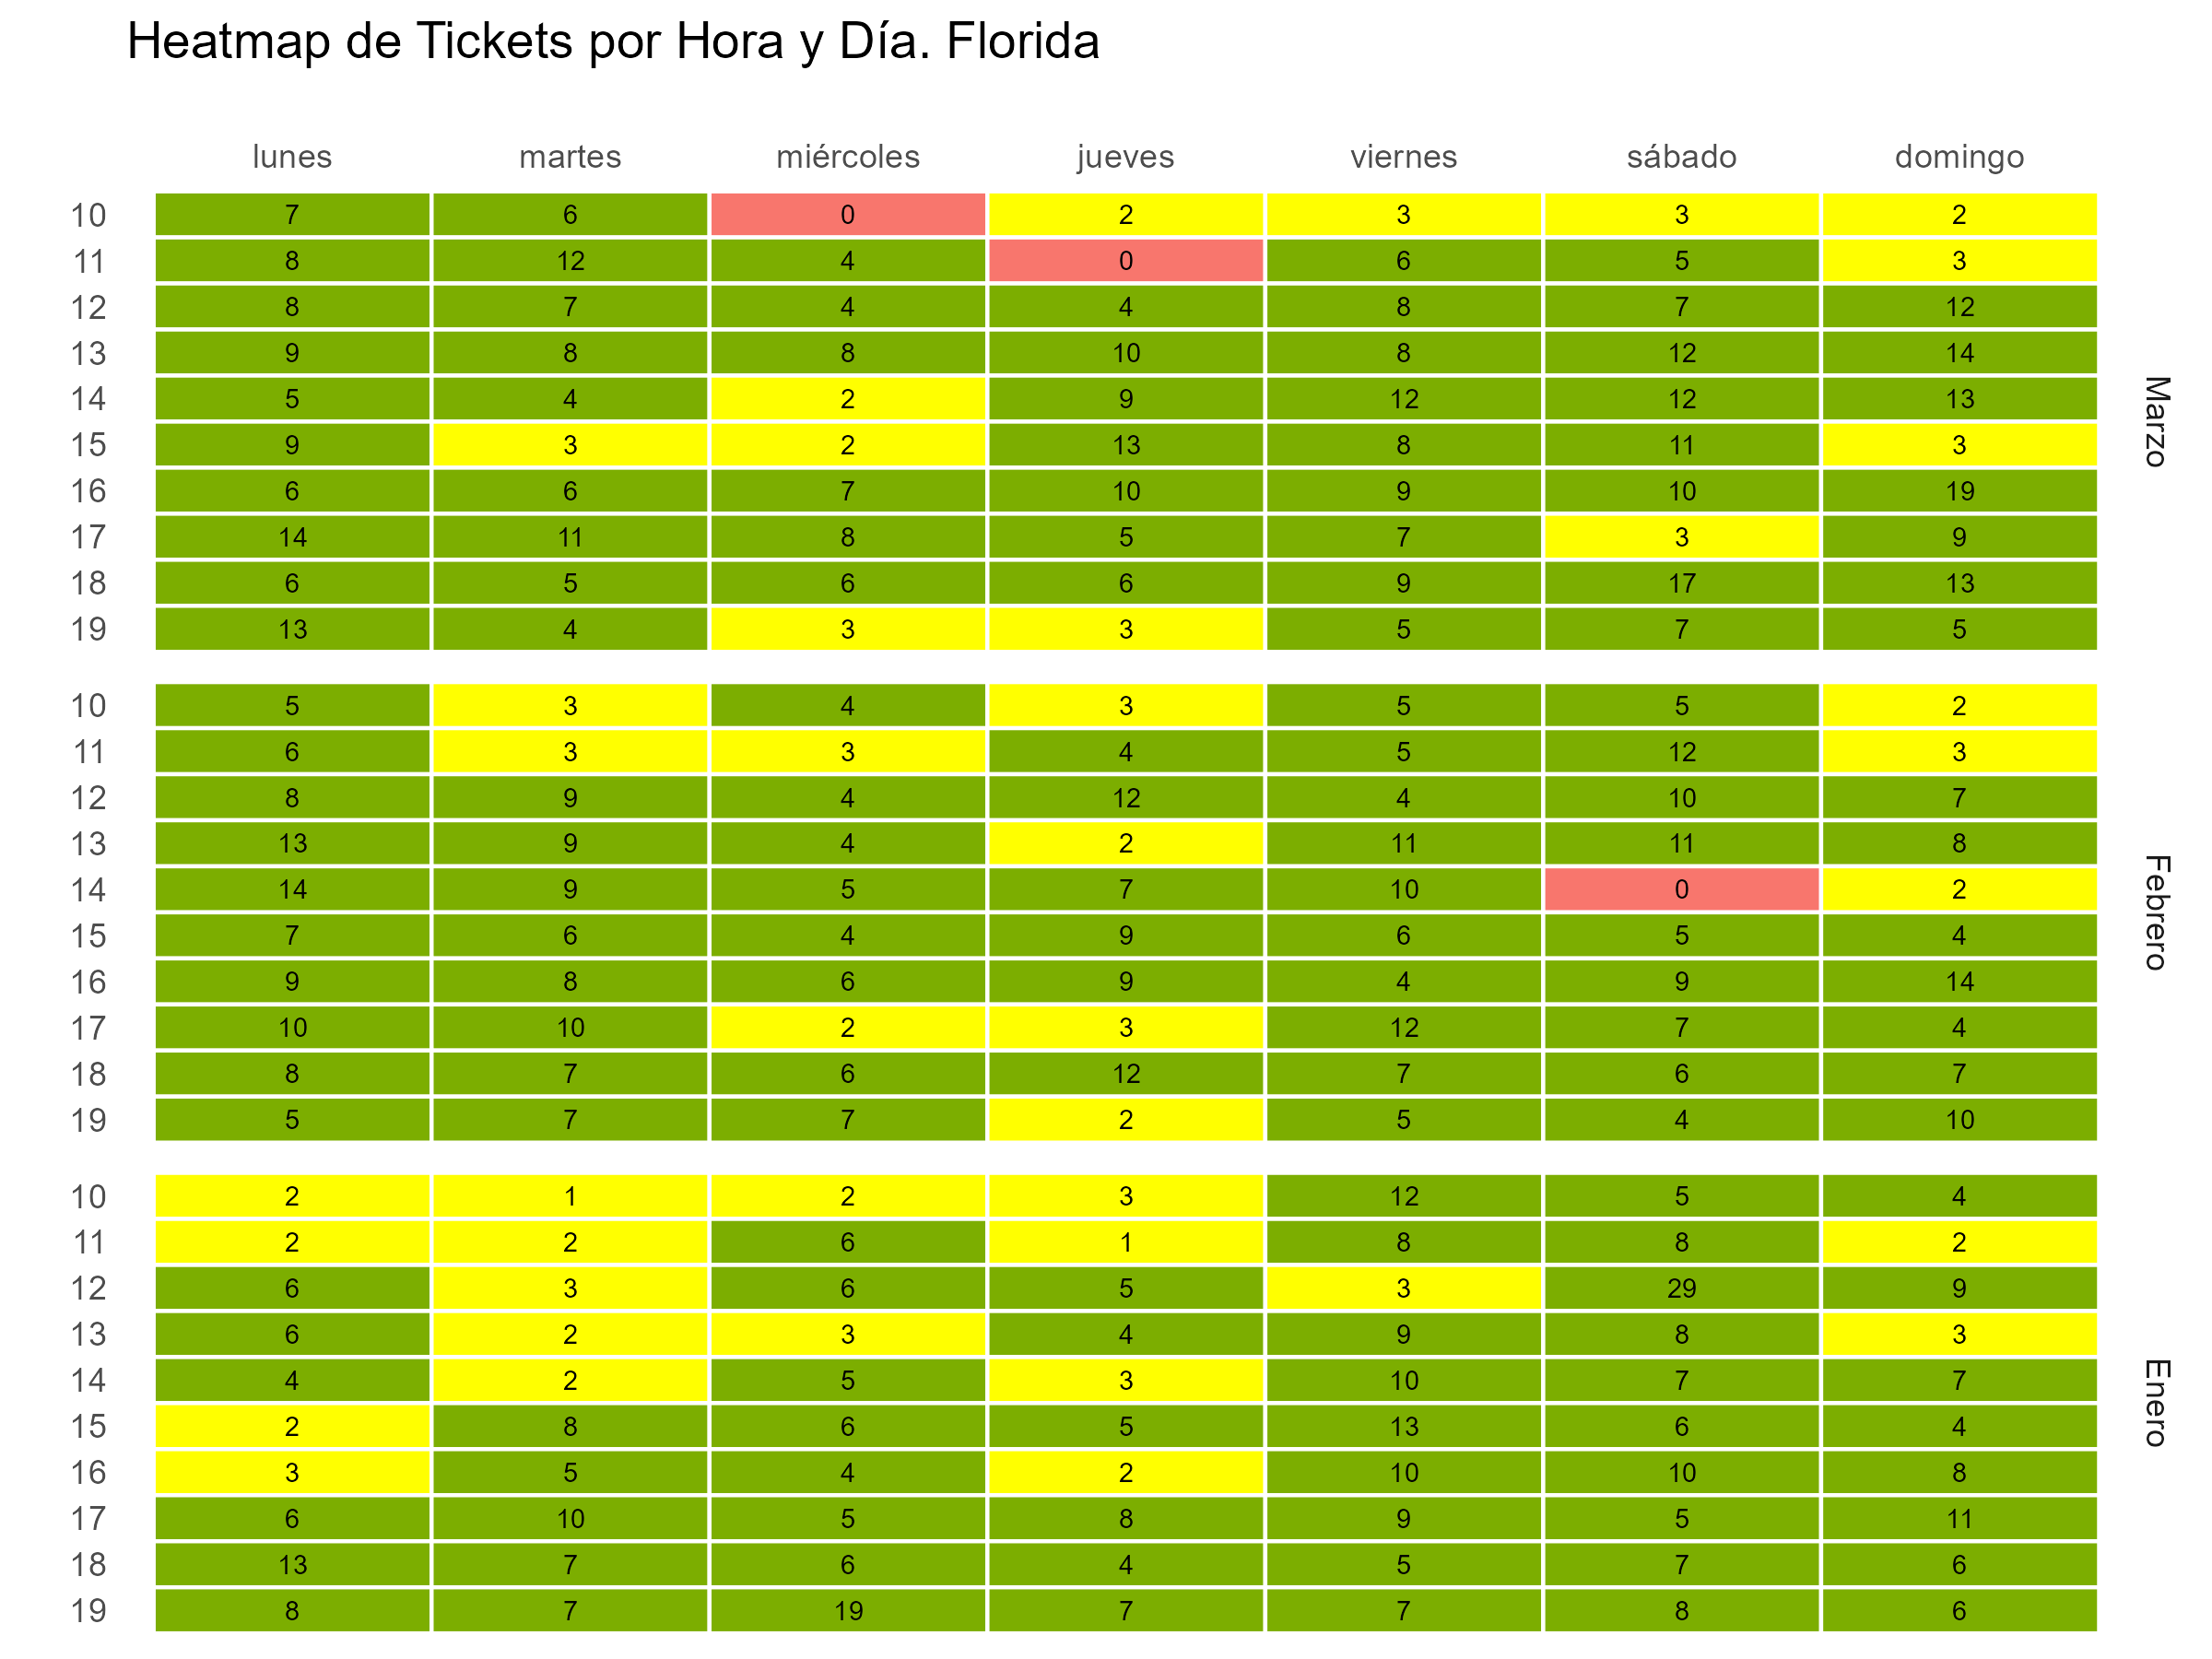 Heatmap de Tickets por Hora y Día. Florida
lunes martes miércoles jueves viernes sábado domingo
10 7 6 0 2 3 3 2
11 8 12 4 0 6 5 3
12 8 7 4 4 8 7 12
13 9 8 8 10 8 12 14
14 5 4 2 9 12 12 13
15 9 3 2 13 8 11 3
16 6 6 7 10 9 10 19
17 14 11 8 5 7 3 9
18 6 5 6 6 9 17 13
19 13 4 3 3 5 7 5
Marzo
10 5 3 4 3 5 5 2
11 6 3 3 4 5 12 3
12 8 9 4 12 4 10 7
13 13 9 4 2 11 11 8
14 14 9 5 7 10 0 2
15 7 6 4 9 6 5 4
16 9 8 6 9 4 9 14
17 10 10 2 3 12 7 4
18 8 7 6 12 7 6 7
19 5 7 7 2 5 4 10
Febrero
10 2 1 2 3 12 5 4
11 2 2 6 1 8 8 2
12 6 3 6 5 3 29 9
13 6 2 3 4 9 8 3
14 4 2 5 3 10 7 7
15 2 8 6 5 13 6 4
16 3 5 4 2 10 10 8
17 6 10 5 8 9 5 11
18 13 7 6 4 5 7 6
19 8 7 19 7 7 8 6
Enero